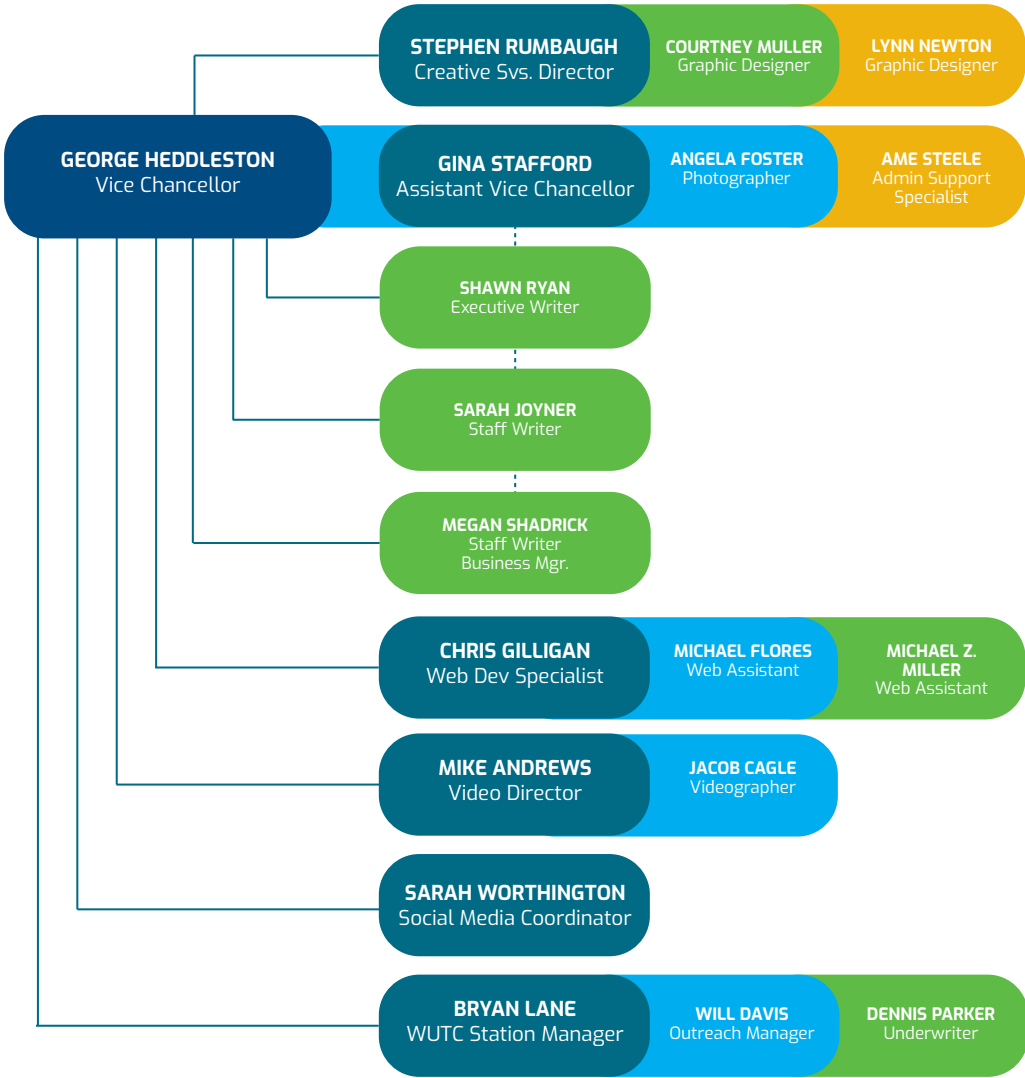 STEPHEN RUMBAUGH
Creative Svs. Director
COURTNEY MULLER
Graphic Designer
LYNN NEWTON
Graphic Designer
GEORGE HEDDLESTON
Vice Chancellor
GINA STAFFORD
Assistant Vice Chancellor
ANGELA FOSTER
Photographer
AME STEELE
Admin Support
Specialist
SHAWN RYAN
Executive Writer
SARAH JOYNER
Staff Writer
MEGAN SHADRICK
Staff Writer
Business Mgr.
CHRIS GILLIGAN
Web Dev Specialist
MICHAEL FLORES
Web Assistant
MICHAEL Z.
MILLER
Web Assistant
MIKE ANDREWS
Video Director
JACOB CAGLE
Videographer
SARAH WORTHINGTON
Social Media Coordinator
BRYAN LANE
WUTC Station Manager
WILL DAVIS
Outreach Manager
DENNIS PARKER
Underwriter